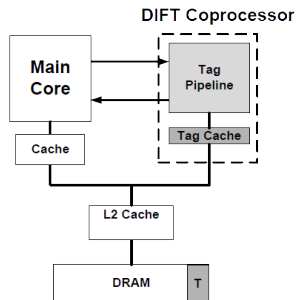 DIFT Coprocessor
Main
Core
Tag
Pipeline
Cache
Tag Cache
L2 Cache
DRAM
T